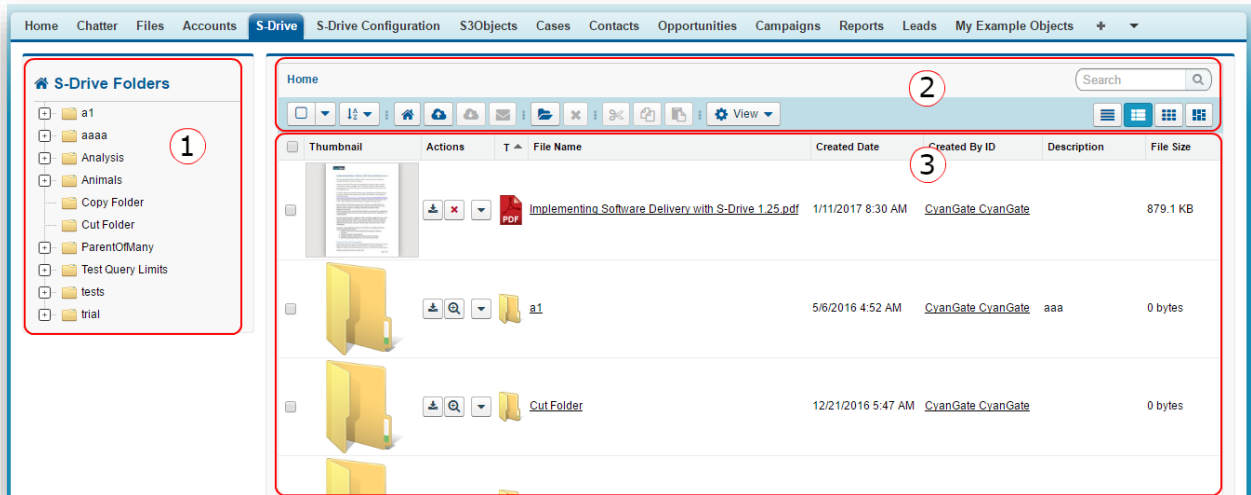 Home Chatter Files Accounts S-Drive S-Drive Configuration S3Objects Cases Contacts Opportunities Campaigns Reports Leads My Example Objects +
S-Drive Folders
a1
aaaa
Analysis
Animals
Copy Folder
Cut Folder
ParentOfMany
Test Query Limits
tests
trial
1
Home
2
Search
View
Thumbnail Actions T File Name Created Date Created By ID Description File Size
3
PDF
Implementing Software Delivery with S-Drive 1.25.pdf 1/11/2017 8:30 AM CyanGate CyanGate 879.1 KB
a1 5/6/2016 4:52 AM CyanGate CyanGate aaa 0 bytes
Cut Folder 12/21/2016 5:47 AM CyanGate CyanGate 0 bytes